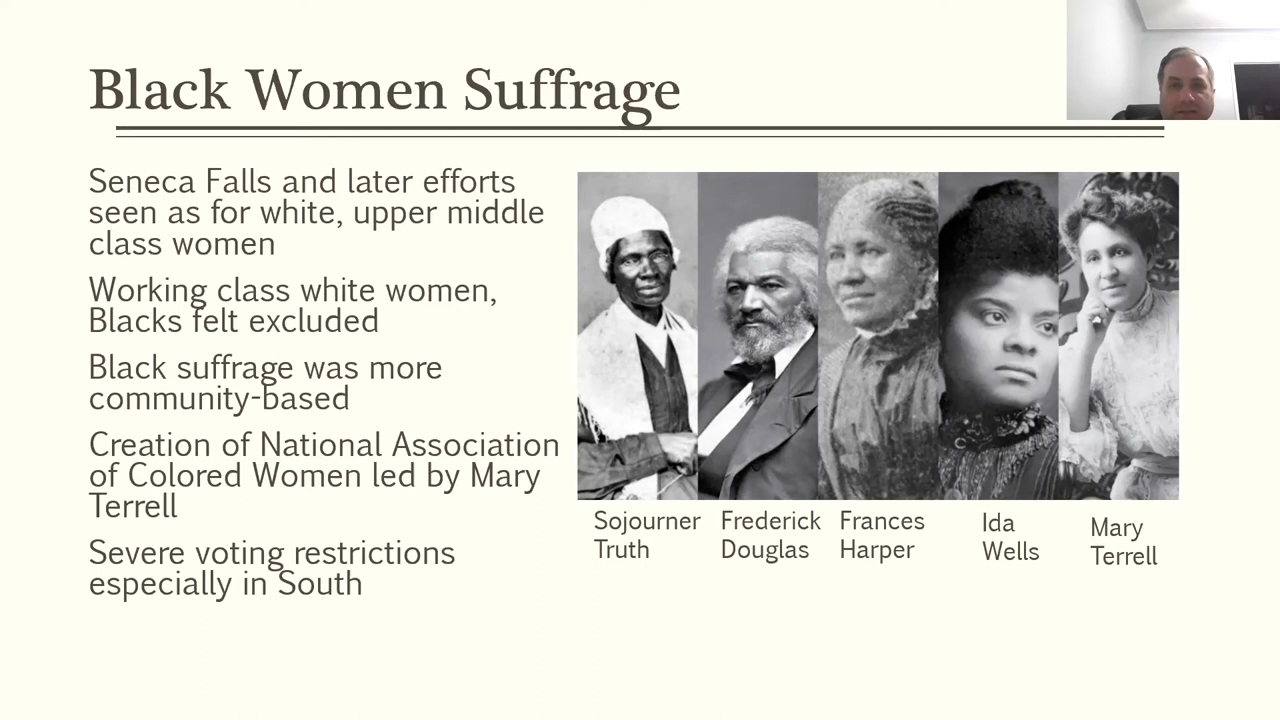 Black Women Suffrage
Seneca Falls and later efforts
seen as for white, upper middle
class women
Working class white women,
Blacks felt excluded
Black suffrage was more
community-based
Creation of National Association
of Colored Women led by Mary
Terrell
Severe voting restrictions
especially in South
Sojourner
Truth
Frederick
Douglas
Frances
Harper
Ida
Wells
Mary
Terrell